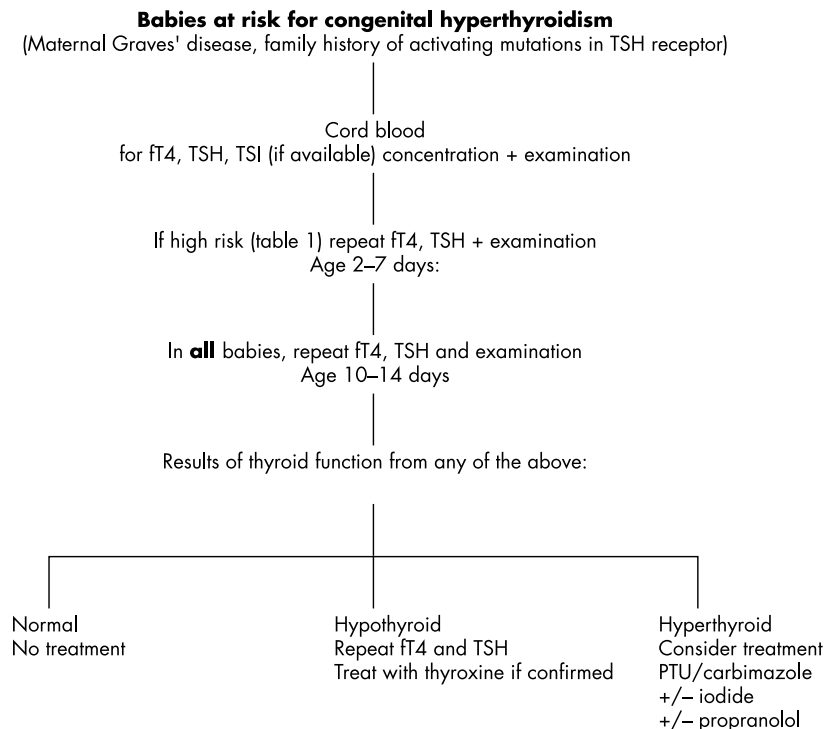 Babies at risk for congenital hyperthyroidism
(Maternal Graves' disease, family history of activating mutations in TSH receptor)
Cord blood
for fT4, TSH, TSI (if available) concentration + examination
If high risk (table 1) repeat fT4, TSH + examination
Age 2–7 days:
In all babies, repeat fT4, TSH and examination
Age 10–14 days
Results of thyroid function from any of the above:
Normal
No treatment
Hypothyroid
Repeat fT4 and TSH
Treat with thyroxine if confirmed
Hyperthyroid
Consider treatment
PTU/carbimazole
+/– iodide
+/– propranolol